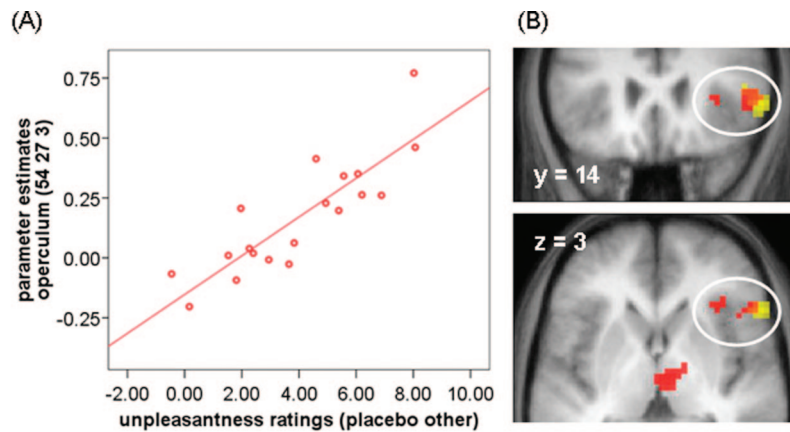 (A)
(B)
parameter estimates
operculum (54 27 3)
0.75
0.50
0.25
0.00
-0.25
-2.00 0.00 2.00 4.00 6.00 8.00 10.00
unpleasantness ratings (placebo other)
y = 14
z = 3